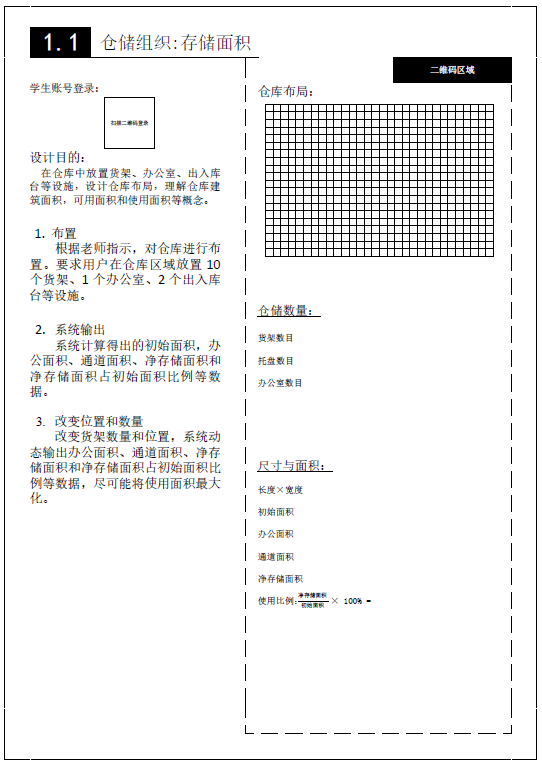 1.1 仓储组织:存储面积
学生账号登录:
扫描二维码登录
设计目的:
在仓库中放置货架、办公室、出入库
台等设施，设计仓库布局，理解仓库建
筑面积，可用面积和使用面积等概念。
1. 布置
根据老师指示，对仓库进行布
置。要求用户在仓库区域放置 10
个货架、1 个办公室、2 个出入库
台等设施。
2. 系统输出
系统计算得出的初始面积，办
公面积、通道面积、净存储面积和
净存储面积占初始面积比例等数
据。
3. 改变位置和数量
改变货架数量和位置，系统动
态输出办公面积、通道面积、净存
储面积和净存储面积占初始面积比
例等数据，尽可能将使用面积最大
化。
二维码区域
仓库布局:
仓储数量:
货架数目
托盘数目
办公室数目
尺寸与面积:
长度×宽度
初始面积
办公面积
通道面积
净存储面积
使用比例:净存储面积/初始面积 × 100% =